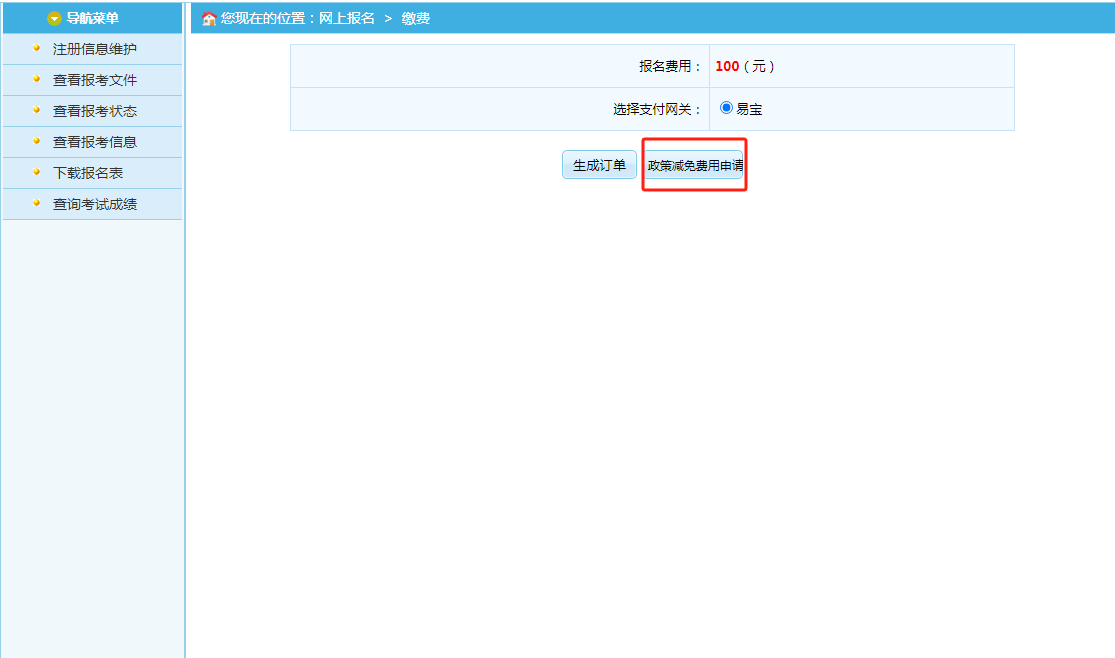 导航菜单
注册信息维护
查看报考文件
查看报考状态
查看报考信息
下载报名表
查询考试成绩
您现在的位置：网上报名 > 缴费
报名费用： 100（元）
选择支付网关： 易宝
生成订单 政策减免费用申请